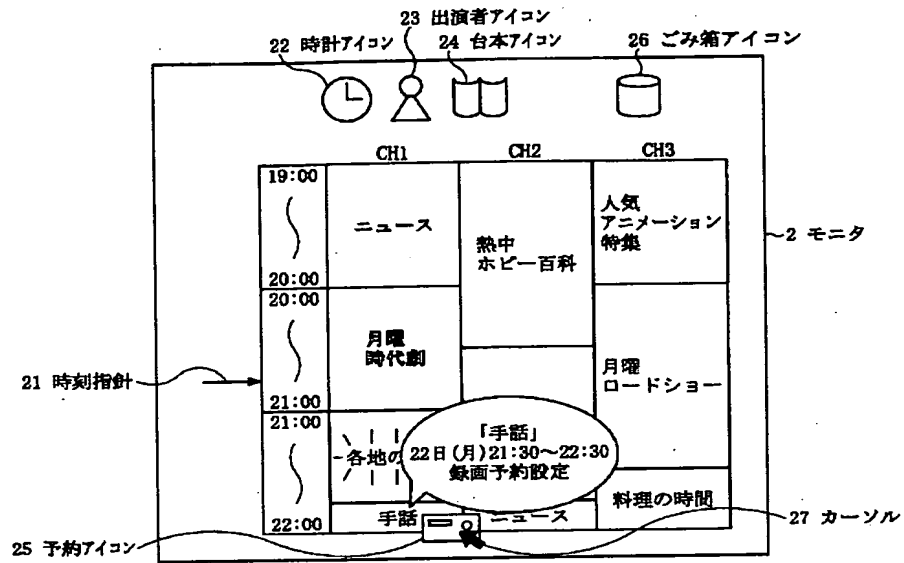 23 出演者アイコン
22 時計アイコン
24 台本アイコン
26 ごみ箱アイコン
CH1
CH2
CH3
19:00
20:00
20:00
21:00
21:00
22:00
ニュース
熱中
ホビー百科
人気
アニメーション
特集
2 モニタ
月曜
時代劇
月曜
ロードショー
21 時刻指針
各地の
「手話」
22日(月)21:30～22:30
録画予約設定
手話
ニュース
料理の時間
25 予約アイコン
27 カーソル